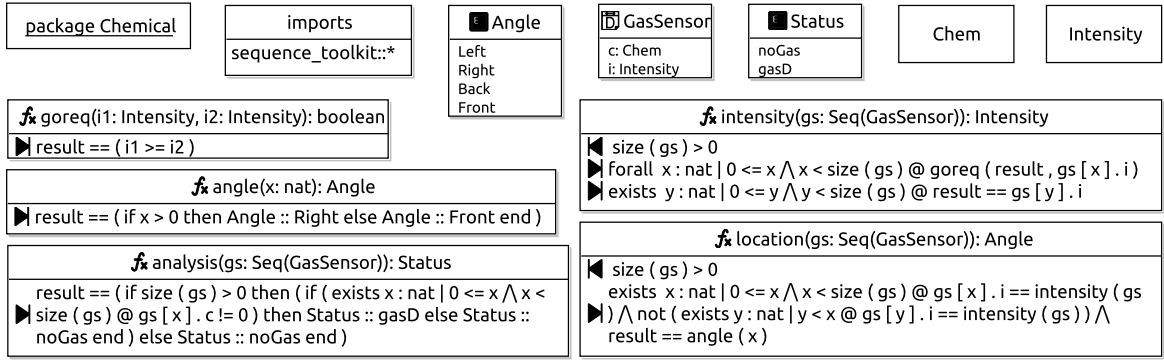 package Chemical
imports
sequence_toolkit::*
E Angle
Left
Right
Back
Front
D GasSensor
c: Chem
i: Intensity
E Status
noGas
gasD
Chem
Intensity
fx goreq(i1: Intensity, i2: Intensity): boolean
result == ( i1 >= i2 )
fx angle(x: nat): Angle
result == ( if x > 0 then Angle :: Right else Angle :: Front end )
fx analysis(gs: Seq(GasSensor)): Status
result == ( if size ( gs ) > 0 then ( if ( exists x : nat | 0 <= x /\ x <
size ( gs ) @ gs [ x ] . c != 0 ) then Status :: gasD else Status ::
noGas end ) else Status :: noGas end )
fx intensity(gs: Seq(GasSensor)): Intensity
size ( gs ) > 0
forall x : nat | 0 <= x /\ x < size ( gs ) @ goreq ( result , gs [ x ] . i )
exists y : nat | 0 <= y /\ y < size ( gs ) @ result == gs [ y ] . i
fx location(gs: Seq(GasSensor)): Angle
size ( gs ) > 0
exists x : nat | 0 <= x /\ x < size ( gs ) @ gs [ x ] . i == intensity ( gs
) /\ not ( exists y : nat | y < x @ gs [ y ] . i == intensity ( gs ) ) /\
result == angle ( x )